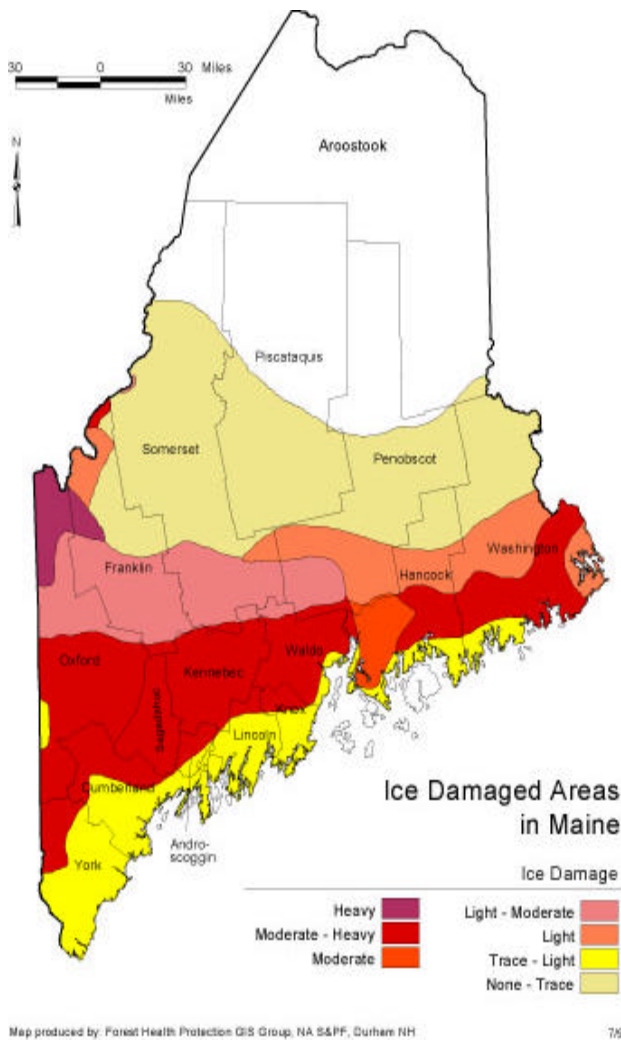 30 0 30 Miles
Miles
N
Aroostook
Piscataquis
Somerset
Penobscot
Washington
Franklin
Hancock
Oxford
Waldo
Kennebec
Sagadahoc
Knox
Lincoln
Cumberland
Andro-
scoggin
York
Ice Damaged Areas
in Maine
Ice Damage
Heavy
Moderate - Heavy
Moderate
Light - Moderate
Light
Trace - Light
None - Trace
Map produced by: Forest Health Protection GIS Group, NA S&PF, Durham NH